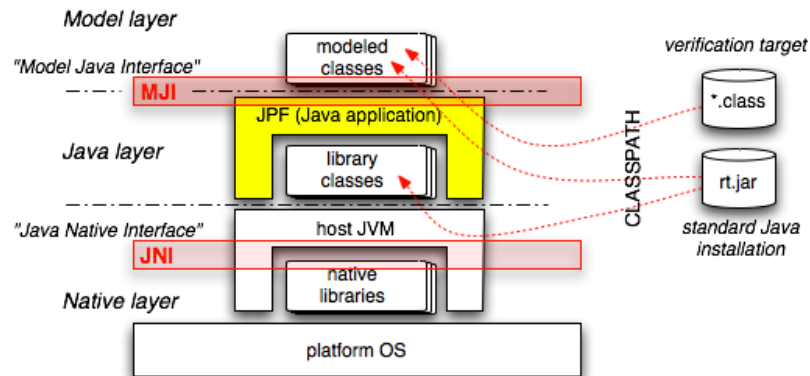 Model layer
modeled
classes
"Model Java Interface"
MJI
JPF (Java application)
Java layer
library
classes
"Java Native Interface"
host JVM
JNI
native
libraries
Native layer
platform OS
CLASSPATH
verification target
*.class
rt.jar
standard Java
installation